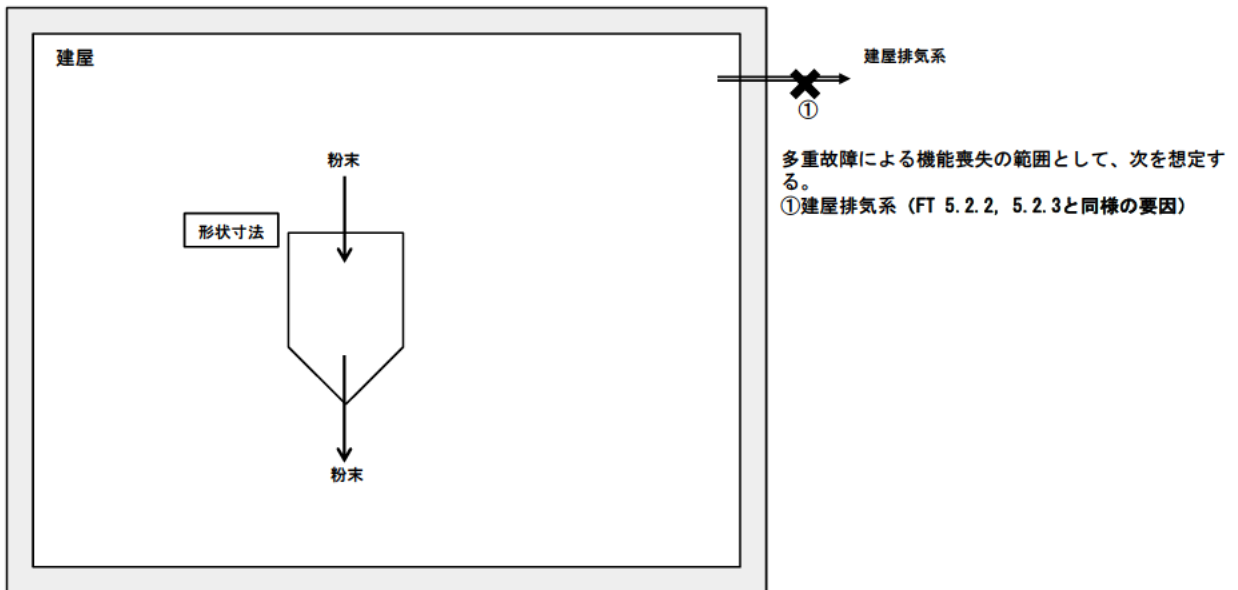 建屋
建屋排気系
①
粉末
多重故障による機能喪失の範囲として、次を想定す
る。
①建屋排気系（FT 5.2.2, 5.2.3と同様の要因）
形状寸法
粉末